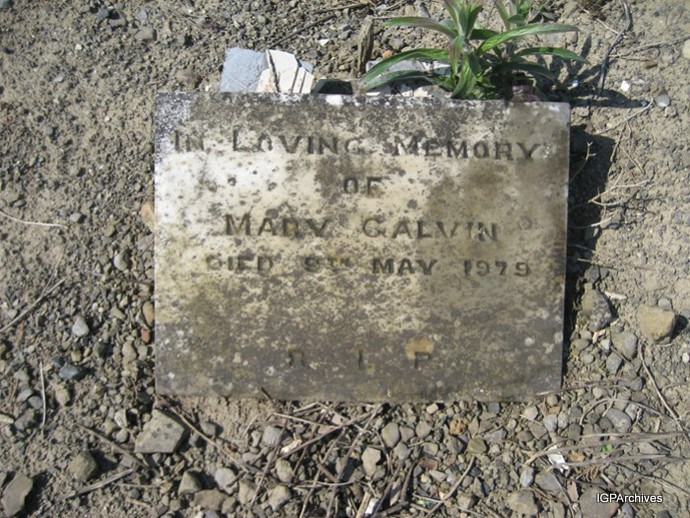 IN LOVING MEMORY
OF
MARY GALVIN
DIED 9TH MAY 1979
R I P
IGPArchives